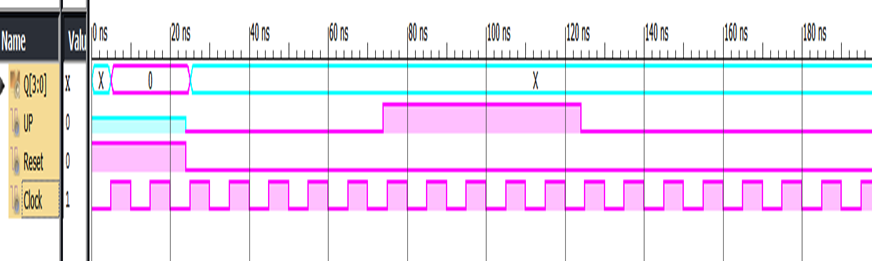 0 ns 20 ns 40 ns 60 ns 80 ns 100 ns 120 ns 140 ns 160 ns 180 ns
Name Valu
Q[3:0] X X 0 X
UP 0
Reset 0
Clock 1